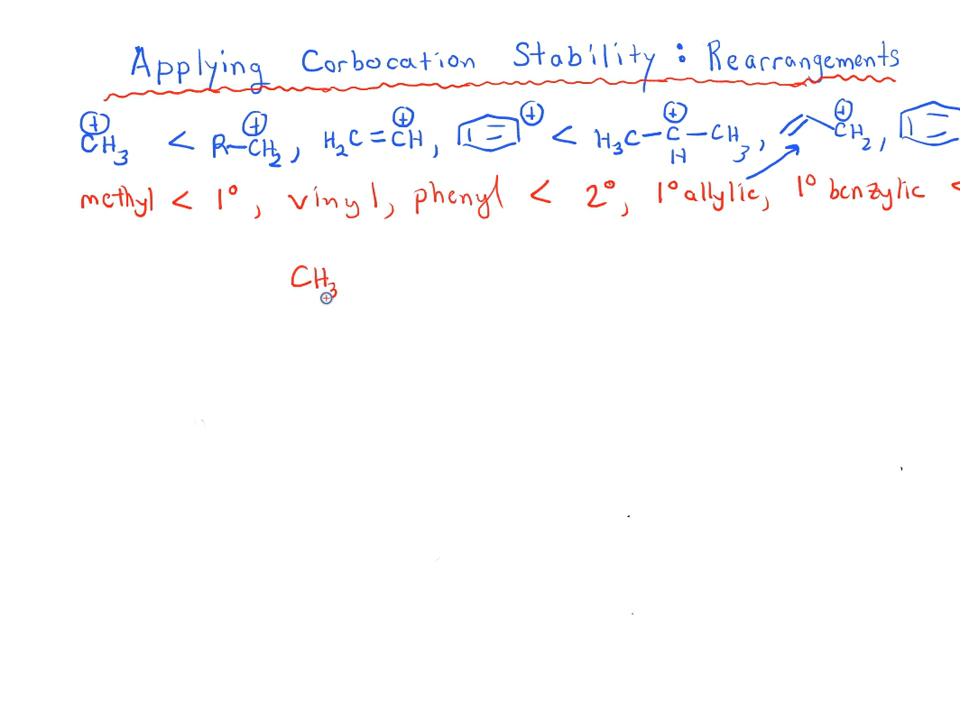 Applying Corbocation Stability : Rearrangements
⊕CH₃ < R–⊕CH₂, H₂C=⊕CH, ⊕ < H₃C–⊕C–CH₃, ⊕CH₂,
H
methyl < 1°, vinyl, phenyl < 2°, 1° allylic, 1° benzylic <
CH₃